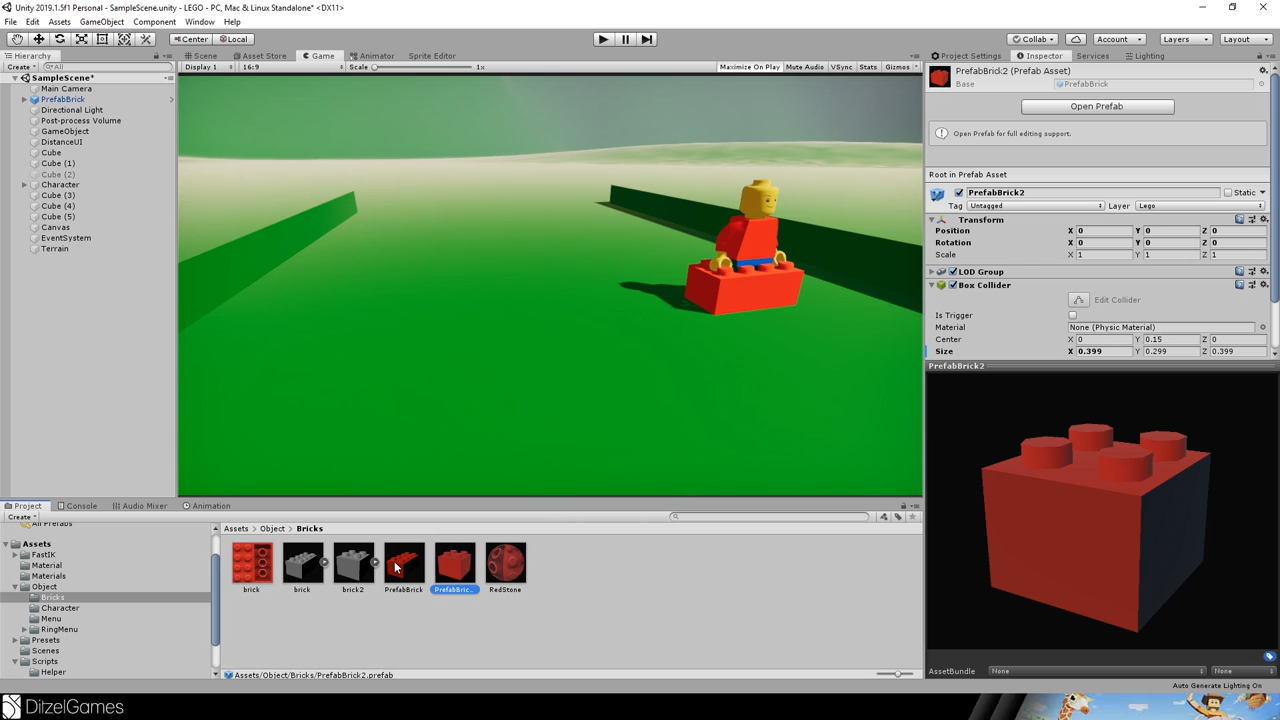 Unity 2019.1.5f1 Personal - SampleScene.unity - LEGO - PC, Mac & Linux Standalone* <DX11>
File Edit Assets GameObject Component Window Help
Center Local Collab Account Layers Layout
Hierarchy Scene Asset Store Game Animator Sprite Editor Project Settings Inspector Services Lighting
Create All Display 1 16:9 Scale 1x Maximize On Play Mute Audio VSync Stats Gizmos
SampleScene*
Main Camera
PrefabBrick
Directional Light
Post-process Volume
GameObject
DistanceUI
Cube
Cube (1)
Cube (2)
Character
Cube (3)
Cube (4)
Cube (5)
Canvas
EventSystem
Terrain
PrefabBrick2 (Prefab Asset)
Base PrefabBrick
Open Prefab
Open Prefab for full editing support.
Root in Prefab Asset
PrefabBrick2 Static
Tag Untagged Layer Lego
Transform
Position X 0 Y 0 Z 0
Rotation X 0 Y 0 Z 0
Scale X 1 Y 1 Z 1
LOD Group
Box Collider
Edit Collider
Is Trigger
Material None (Physic Material)
Center X 0 Y 0.15 Z 0
Size X 0.399 Y 0.299 Z 0.399
PrefabBrick2
AssetBundle None None
Auto Generate Lighting On
Project Console Audio Mixer Animation
Create
All Prefabs
Assets
FastIK
Material
Materials
Object
Bricks
Character
Menu
RingMenu
Presets
Scenes
Scripts
Helper
Assets Object Bricks
brick brick brick2 PrefabBrick PrefabBric... RedStone
Assets/Object/Bricks/PrefabBrick2.prefab
DitzelGames